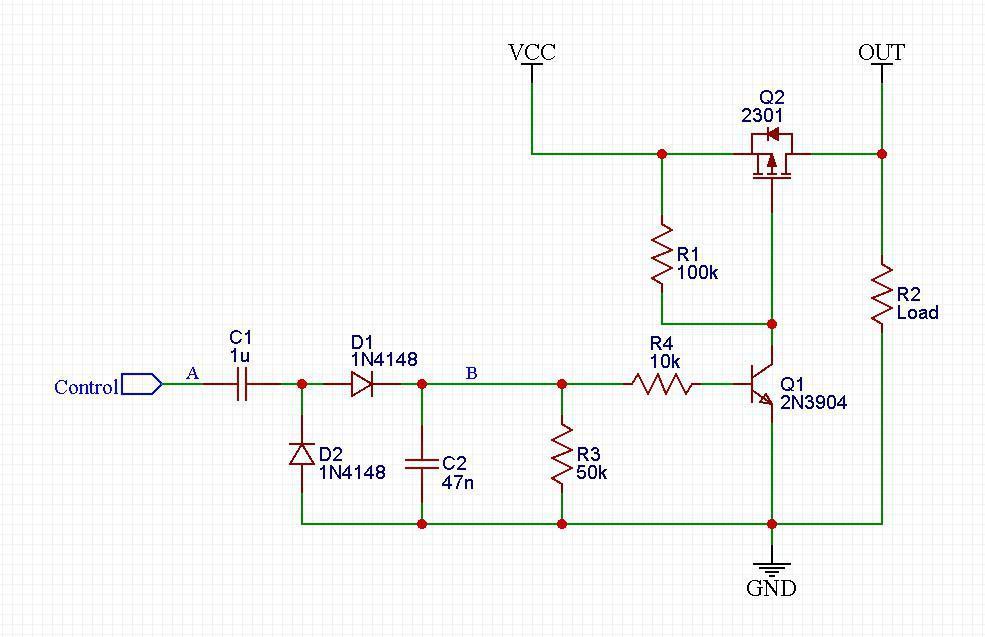 VCC
OUT
Q2
2301
R1
100k
R2
Load
C1
1u
A
Control
D1
1N4148
B
R4
10k
Q1
2N3904
D2
1N4148
C2
47n
R3
50k
GND